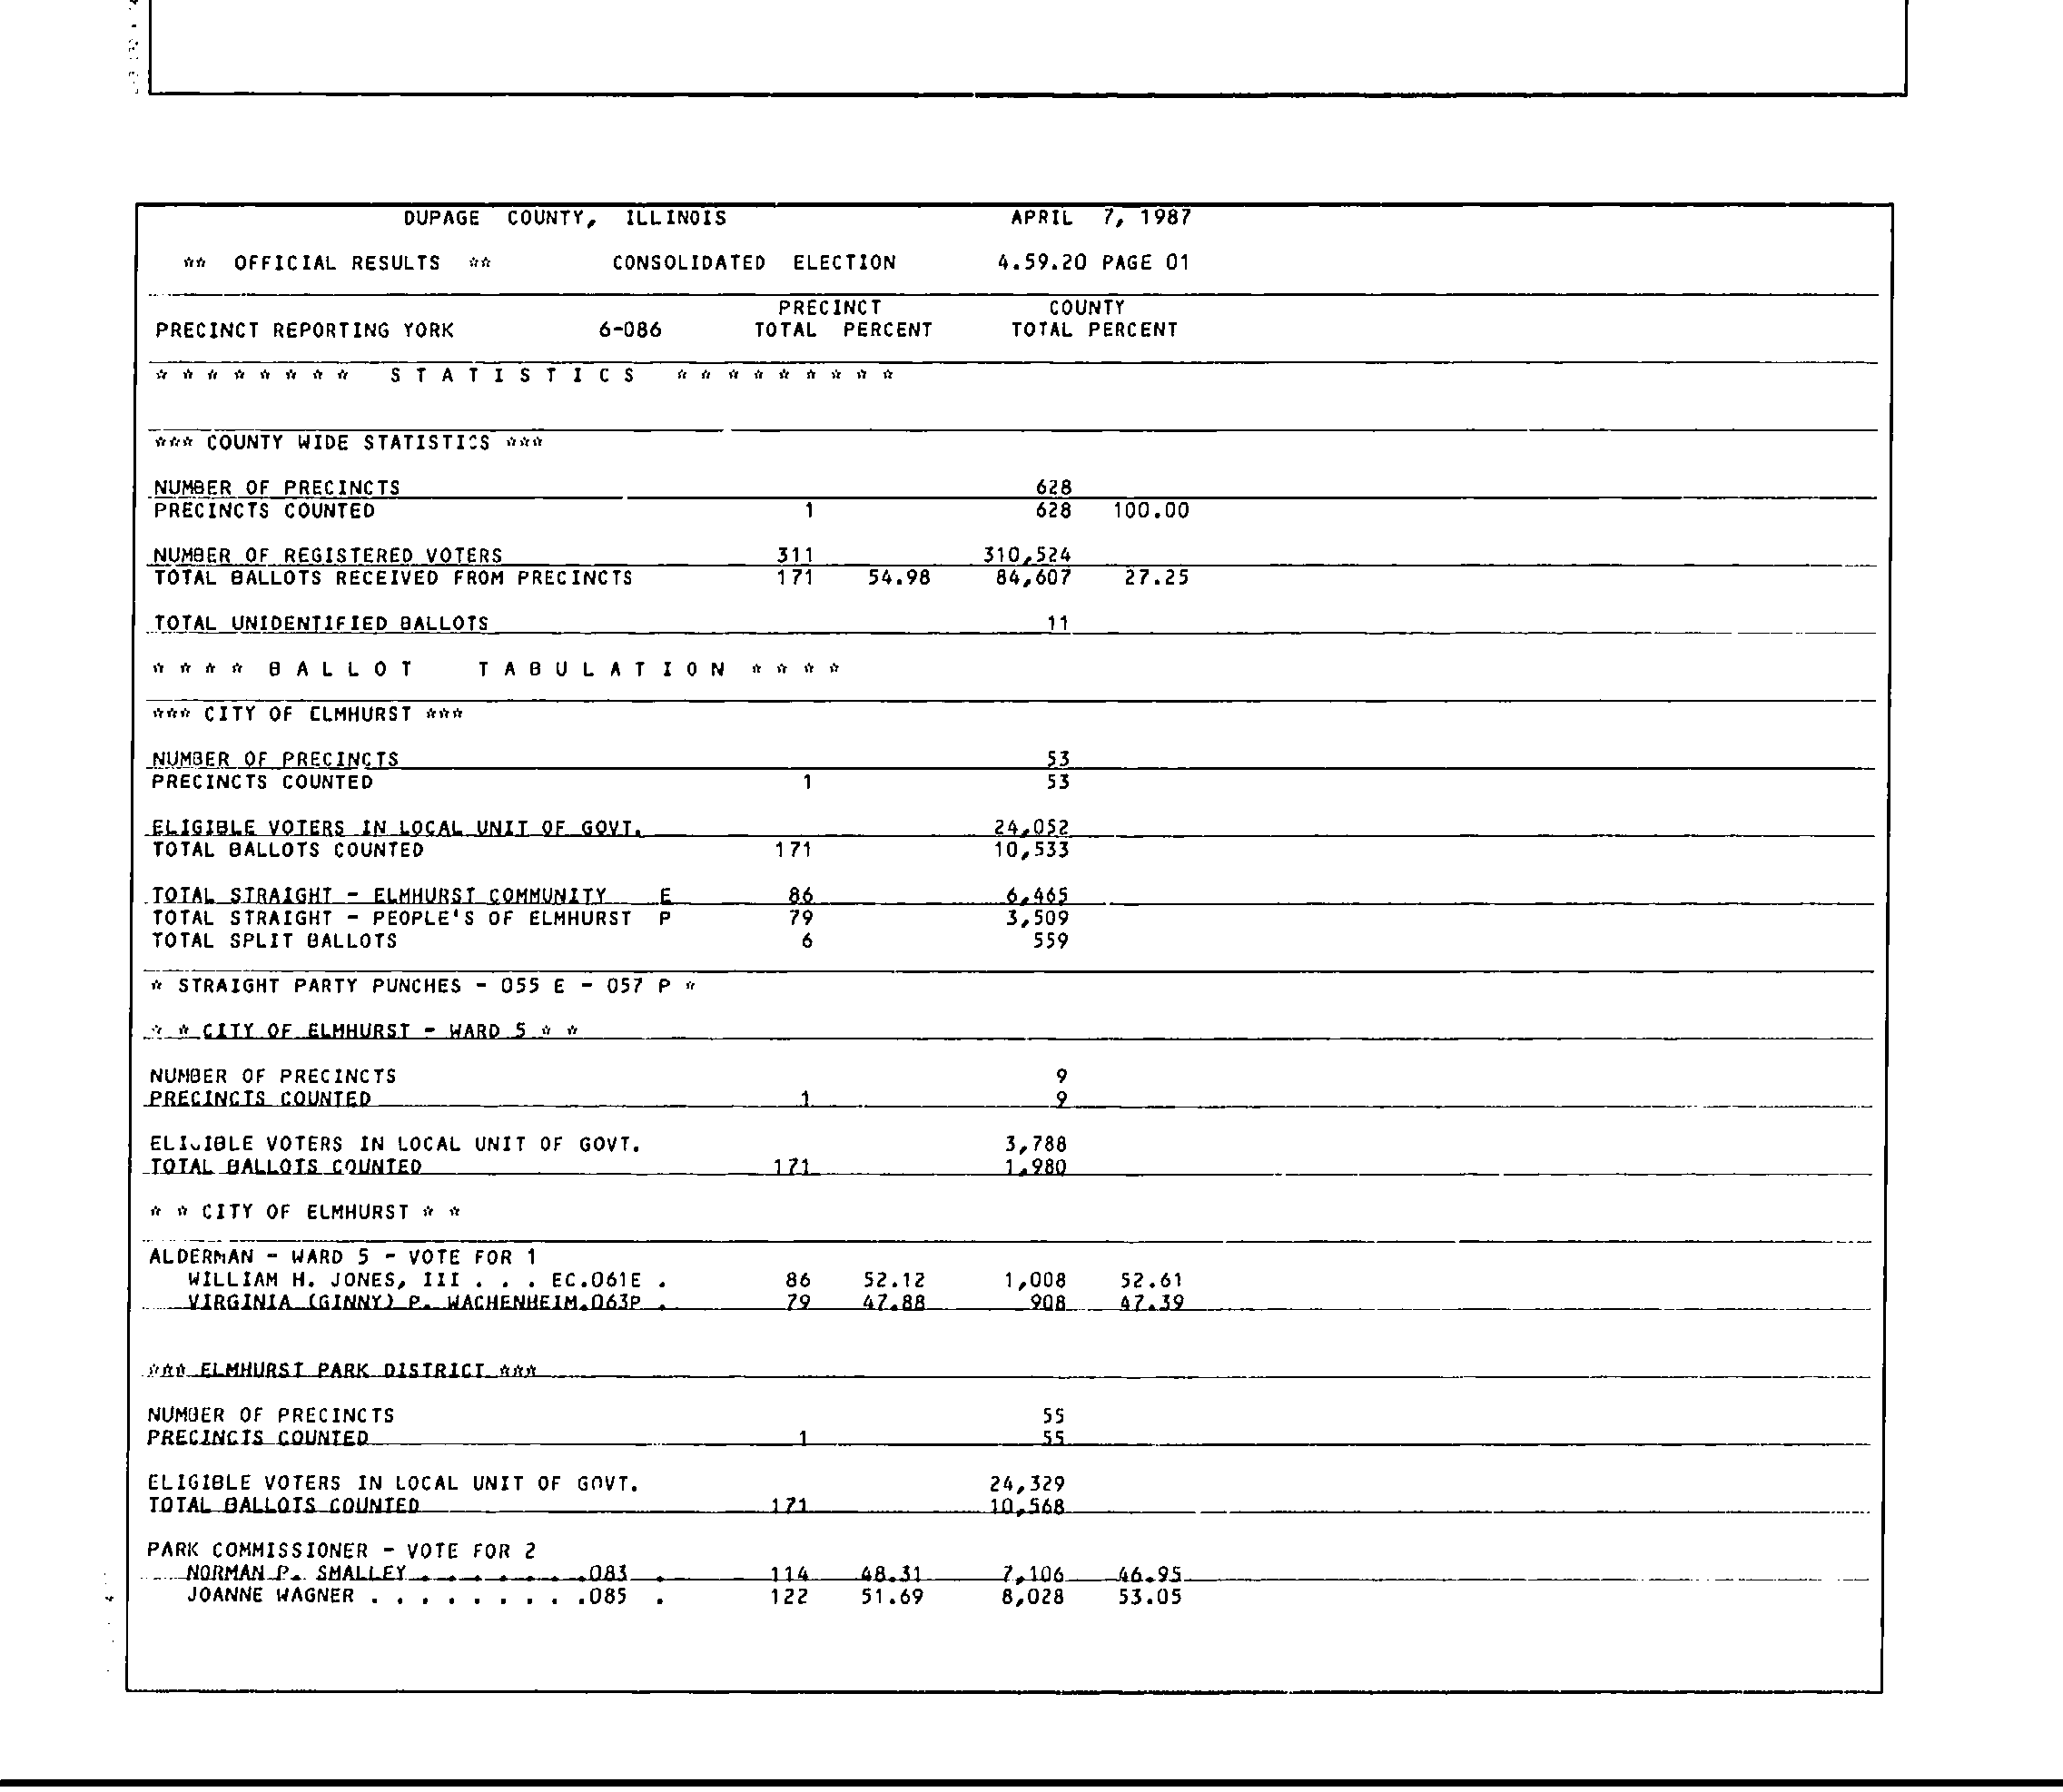 DUPAGE COUNTY, ILLINOIS APRIL 7, 1987
** OFFICIAL RESULTS ** CONSOLIDATED ELECTION 4.59.20 PAGE 01
PRECINCT COUNTY
PRECINCT REPORTING YORK 6-086 TOTAL PERCENT TOTAL PERCENT
* * * * * * * * S T A T I S T I C S * * * * * * * * *
*** COUNTY WIDE STATISTICS ***
NUMBER OF PRECINCTS 628
PRECINCTS COUNTED 1 628 100.00
NUMBER OF REGISTERED VOTERS 311 310,524
TOTAL BALLOTS RECEIVED FROM PRECINCTS 171 54.98 84,607 27.25
TOTAL UNIDENTIFIED BALLOTS 11
* * * * B A L L O T T A B U L A T I O N * * * *
*** CITY OF ELMHURST ***
NUMBER OF PRECINCTS 53
PRECINCTS COUNTED 1 53
ELIGIBLE VOTERS IN LOCAL UNIT OF GOVT. 24,052
TOTAL BALLOTS COUNTED 171 10,533
TOTAL STRAIGHT - ELMHURST COMMUNITY E 86 6,465
TOTAL STRAIGHT - PEOPLE'S OF ELMHURST P 79 3,509
TOTAL SPLIT BALLOTS 6 559
* STRAIGHT PARTY PUNCHES - 055 E - 057 P *
* * CITY OF ELMHURST - WARD 5 * *
NUMBER OF PRECINCTS 9
PRECINCTS COUNTED 1 9
ELIGIBLE VOTERS IN LOCAL UNIT OF GOVT. 3,788
TOTAL BALLOTS COUNTED 171 1,980
* * CITY OF ELMHURST * *
ALDERMAN - WARD 5 - VOTE FOR 1
WILLIAM H. JONES, III . . . EC.061E . 86 52.12 1,008 52.61
VIRGINIA (GINNY) P. WACHENHEIM.063P . 79 47.88 908 47.39
*** ELMHURST PARK DISTRICT ***
NUMBER OF PRECINCTS 55
PRECINCTS COUNTED 1 55
ELIGIBLE VOTERS IN LOCAL UNIT OF GOVT. 24,329
TOTAL BALLOTS COUNTED 171 10,568
PARK COMMISSIONER - VOTE FOR 2
NORMAN P. SMALLEY . . . . . . .083 . 114 48.31 7,106 46.95
JOANNE WAGNER . . . . . . . . .085 . 122 51.69 8,028 53.05